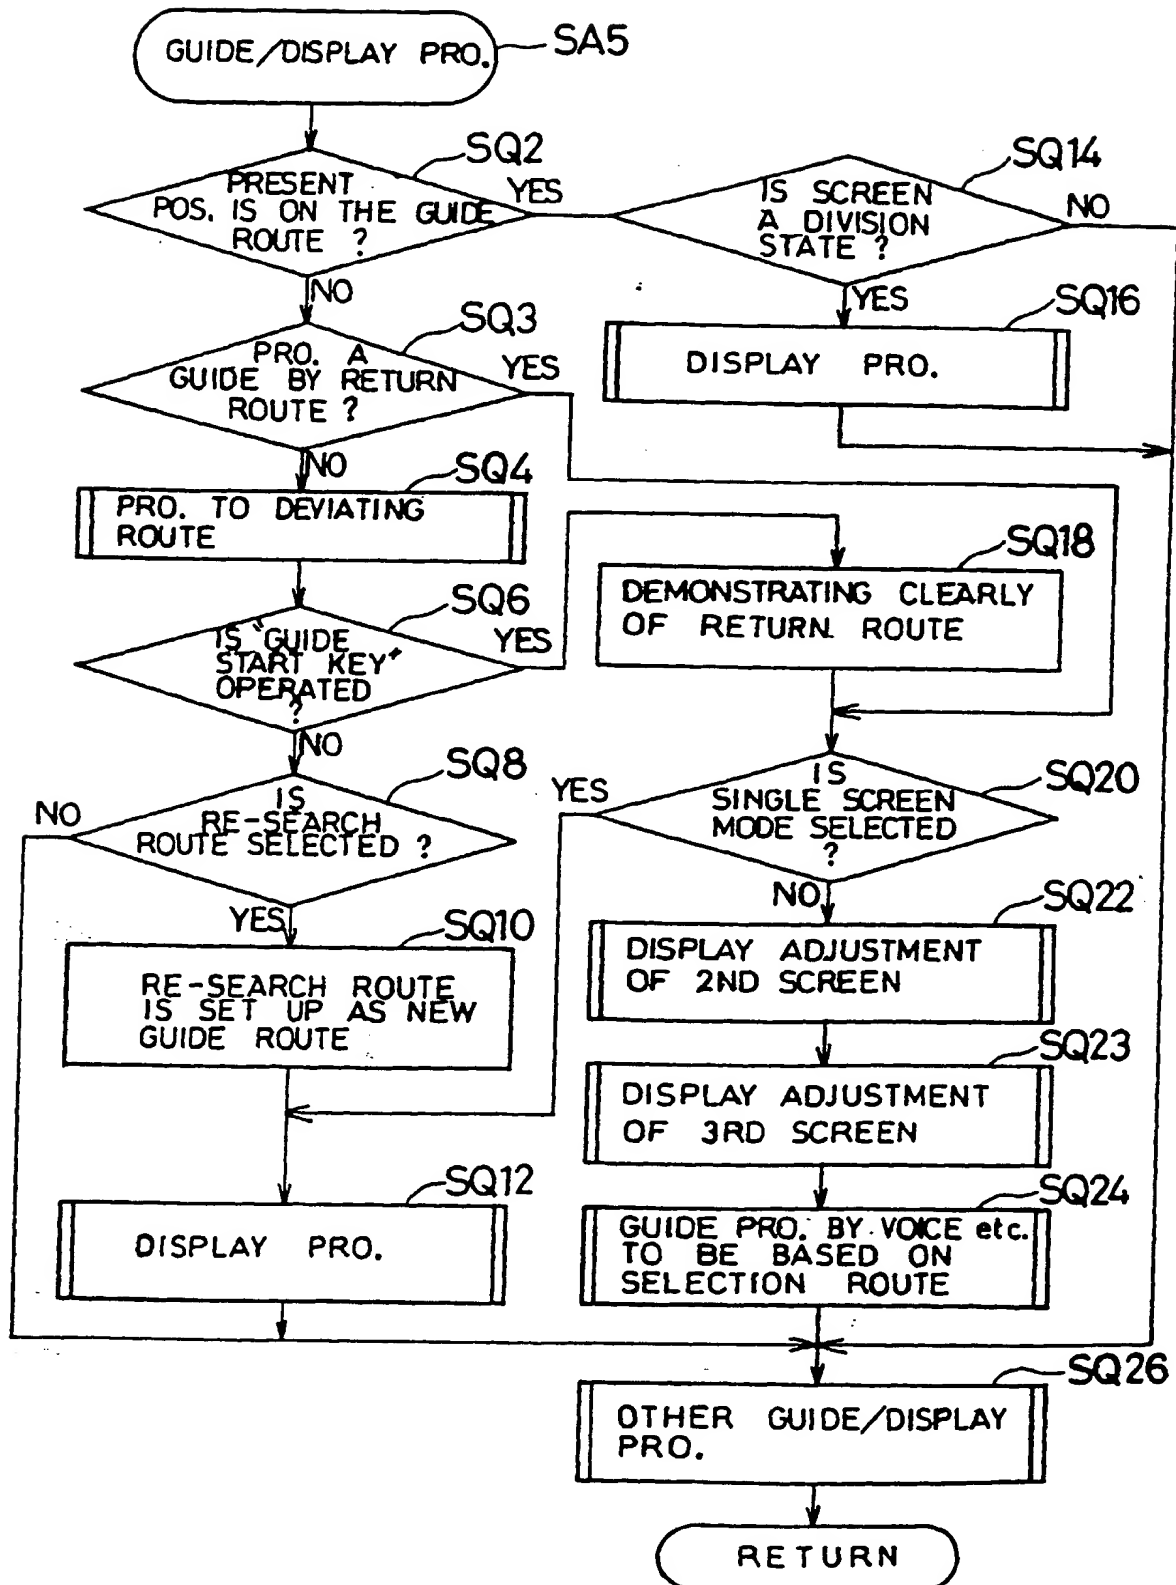 GUIDE/DISPLAY PRO.
SA5
SQ2
PRESENT
POS. IS ON THE GUIDE
ROUTE ?
YES
NO
SQ14
IS SCREEN
A DIVISION
STATE ?
NO
YES
SQ16
DISPLAY PRO.
SQ3
PRO. A
GUIDE BY RETURN
ROUTE ?
YES
NO
SQ4
PRO. TO DEVIATING
ROUTE
SQ6
IS "GUIDE
START KEY"
OPERATED
?
YES
NO
SQ18
DEMONSTRATING CLEARLY
OF RETURN ROUTE
SQ8
IS
RE-SEARCH
ROUTE SELECTED ?
NO
YES
SQ10
RE-SEARCH ROUTE
IS SET UP AS NEW
GUIDE ROUTE
SQ12
DISPLAY PRO.
SQ20
IS
SINGLE SCREEN
MODE SELECTED
?
YES
NO
SQ22
DISPLAY ADJUSTMENT
OF 2ND SCREEN
SQ23
DISPLAY ADJUSTMENT
OF 3RD SCREEN
SQ24
GUIDE PRO. BY VOICE etc.
TO BE BASED ON
SELECTION ROUTE
SQ26
OTHER GUIDE/DISPLAY
PRO.
RETURN